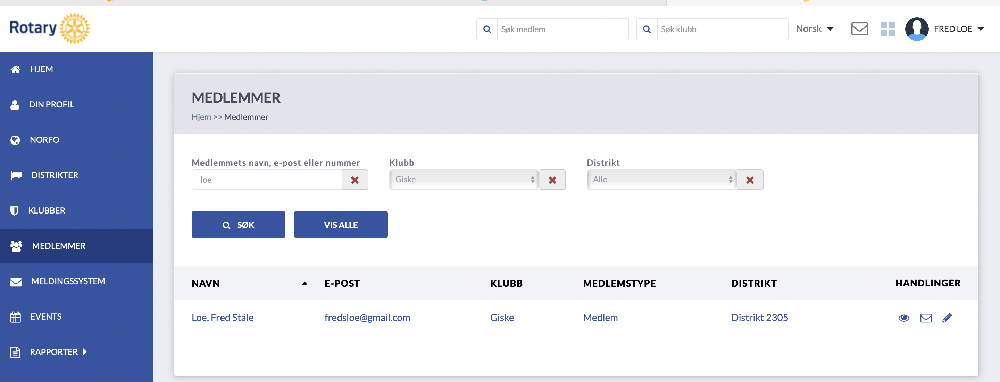 Rotary
Søk medlem
Søk klubb
Norsk
FRED LOE
HJEM
DIN PROFIL
NORFO
DISTRIKTER
KLUBBER
MEDLEMMER
MELDINGSSYSTEM
EVENTS
RAPPORTER
MEDLEMMER
Hjem >> Medlemmer
Medlemmets navn, e-post eller nummer
Klubb
Distrikt
loe
Giske
Alle
SØK
VIS ALLE
NAVN E-POST KLUBB MEDLEMSTYPE DISTRIKT HANDLINGER
Loe, Fred Ståle fredsloe@gmail.com Giske Medlem Distrikt 2305